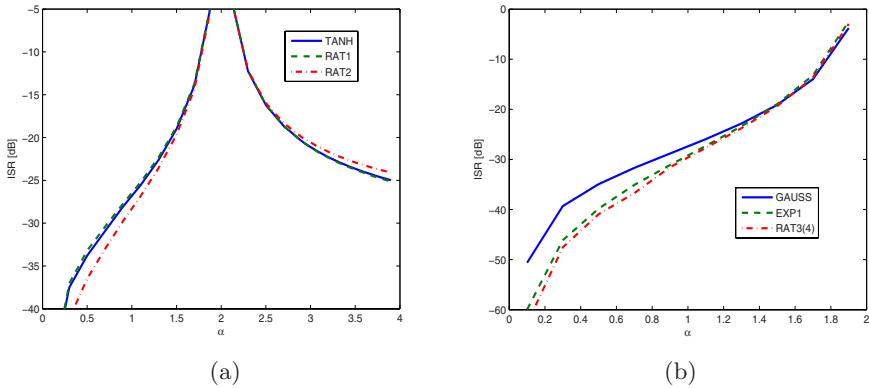 −5
−10
−15
−20
−25
−30
−35
−40
ISR [dB]
0
0.5
1
1.5
2
2.5
3
3.5
4
α
TANH
RAT1
RAT2
(a)
0
−10
−20
−30
−40
−50
−60
ISR [dB]
0
0.2
0.4
0.6
0.8
1
1.2
1.4
1.6
1.8
2
α
GAUSS
EXP1
RAT3(4)
(b)